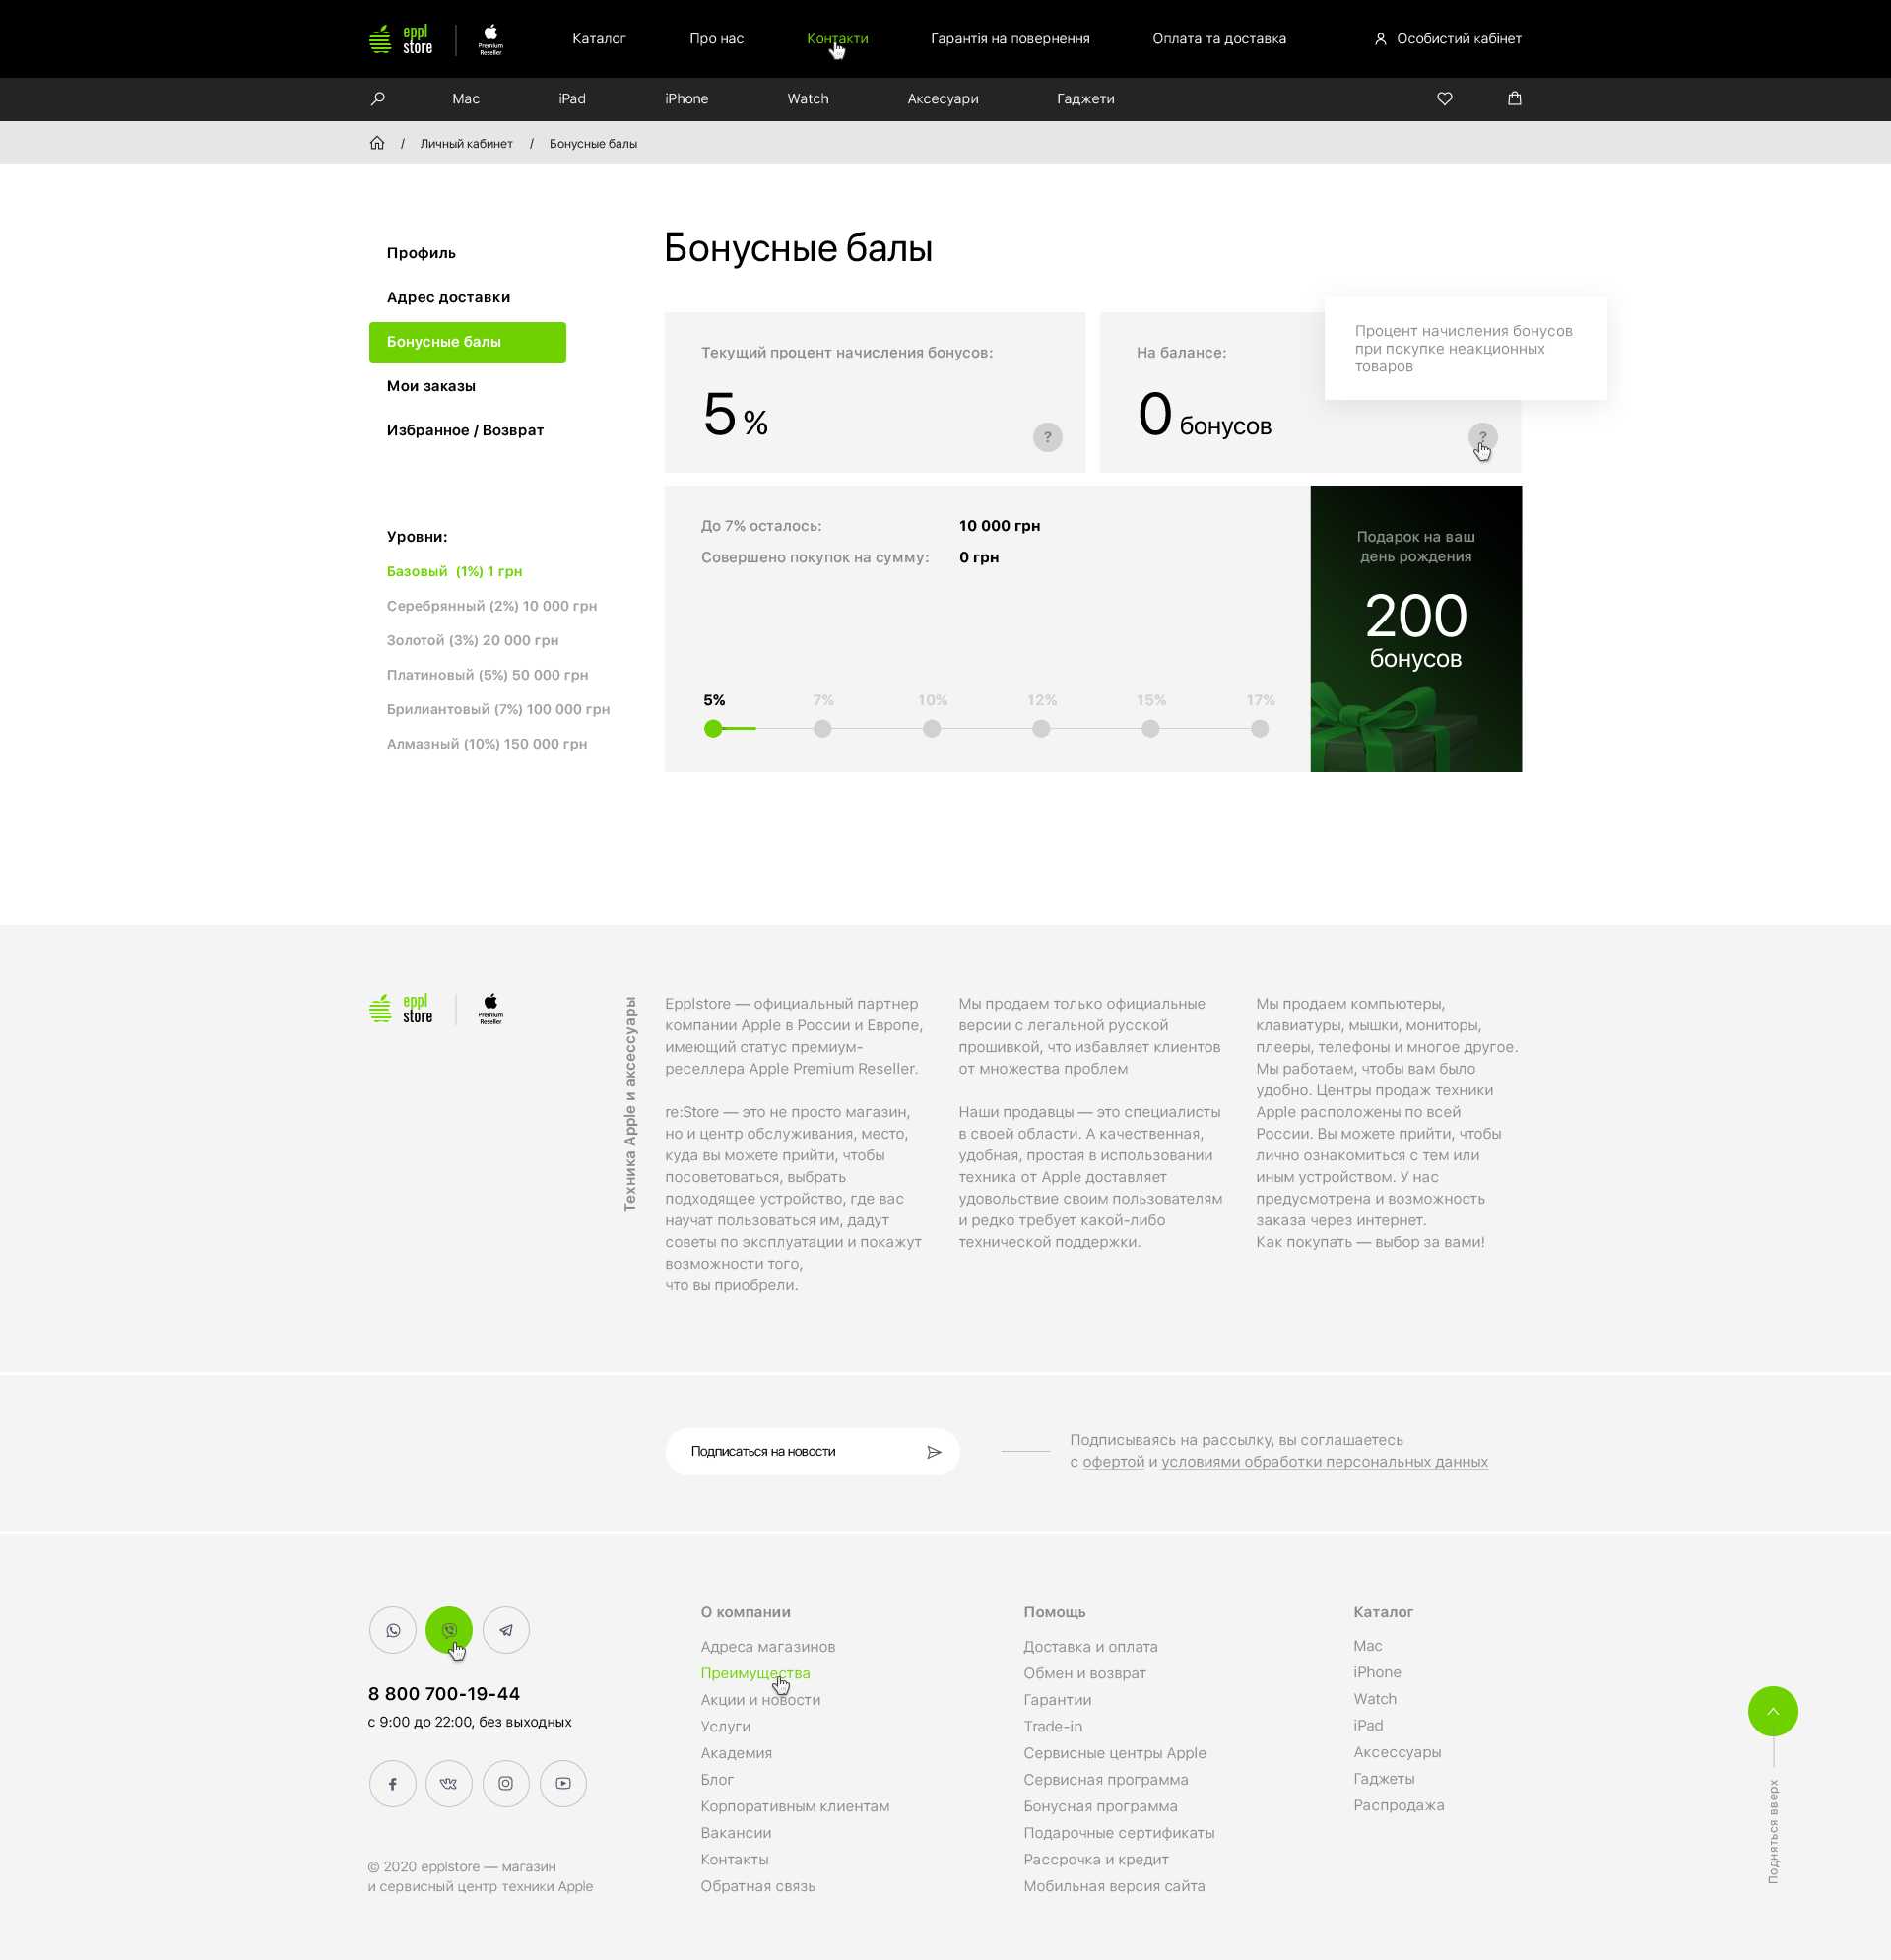 eppl
store
Premium
Reseller
Каталог
Про нас
Контакти
Гарантія на повернення
Оплата та доставка
Особистий кабінет
Mac
iPad
iPhone
Watch
Аксесуари
Гаджети
/ Личный кабинет / Бонусные балы
Профиль
Адрес доставки
Бонусные балы
Мои заказы
Избранное / Возврат
Уровни:
Базовый (1%) 1 грн
Серебрянный (2%) 10 000 грн
Золотой (3%) 20 000 грн
Платиновый (5%) 50 000 грн
Брилиантовый (7%) 100 000 грн
Алмазный (10%) 150 000 грн
Бонусные балы
Текущий процент начисления бонусов:
5 %
?
На балансе:
0 бонусов
?
Процент начисления бонусов
при покупке неакционных
товаров
До 7% осталось: 10 000 грн
Совершено покупок на сумму: 0 грн
5% 7% 10% 12% 15% 17%
Подарок на ваш
день рождения
200
бонусов
eppl
store
Premium
Reseller
Техника Apple и аксессуары
Epplstore — официальный партнер
компании Apple в России и Европе,
имеющий статус премиум-
реселлера Apple Premium Reseller.
re:Store — это не просто магазин,
но и центр обслуживания, место,
куда вы можете прийти, чтобы
посоветоваться, выбрать
подходящее устройство, где вас
научат пользоваться им, дадут
советы по эксплуатации и покажут
возможности того,
что вы приобрели.
Мы продаем только официальные
версии с легальной русской
прошивкой, что избавляет клиентов
от множества проблем
Наши продавцы — это специалисты
в своей области. А качественная,
удобная, простая в использовании
техника от Apple доставляет
удовольствие своим пользователям
и редко требует какой-либо
технической поддержки.
Мы продаем компьютеры,
клавиатуры, мышки, мониторы,
плееры, телефоны и многое другое.
Мы работаем, чтобы вам было
удобно. Центры продаж техники
Apple расположены по всей
России. Вы можете прийти, чтобы
лично ознакомиться с тем или
иным устройством. У нас
предусмотрена и возможность
заказа через интернет.
Как покупать — выбор за вами!
Подписаться на новости
Подписываясь на рассылку, вы соглашаетесь
с офертой и условиями обработки персональных данных
8 800 700-19-44
с 9:00 до 22:00, без выходных
© 2020 epplstore — магазин
и сервисный центр техники Apple
О компании
Адреса магазинов
Преимущества
Акции и новости
Услуги
Академия
Блог
Корпоративным клиентам
Вакансии
Контакты
Обратная связь
Помощь
Доставка и оплата
Обмен и возврат
Гарантии
Trade-in
Сервисные центры Apple
Сервисная программа
Бонусная программа
Подарочные сертификаты
Рассрочка и кредит
Мобильная версия сайта
Каталог
Mac
iPhone
Watch
iPad
Аксессуары
Гаджеты
Распродажа
Подняться вверх